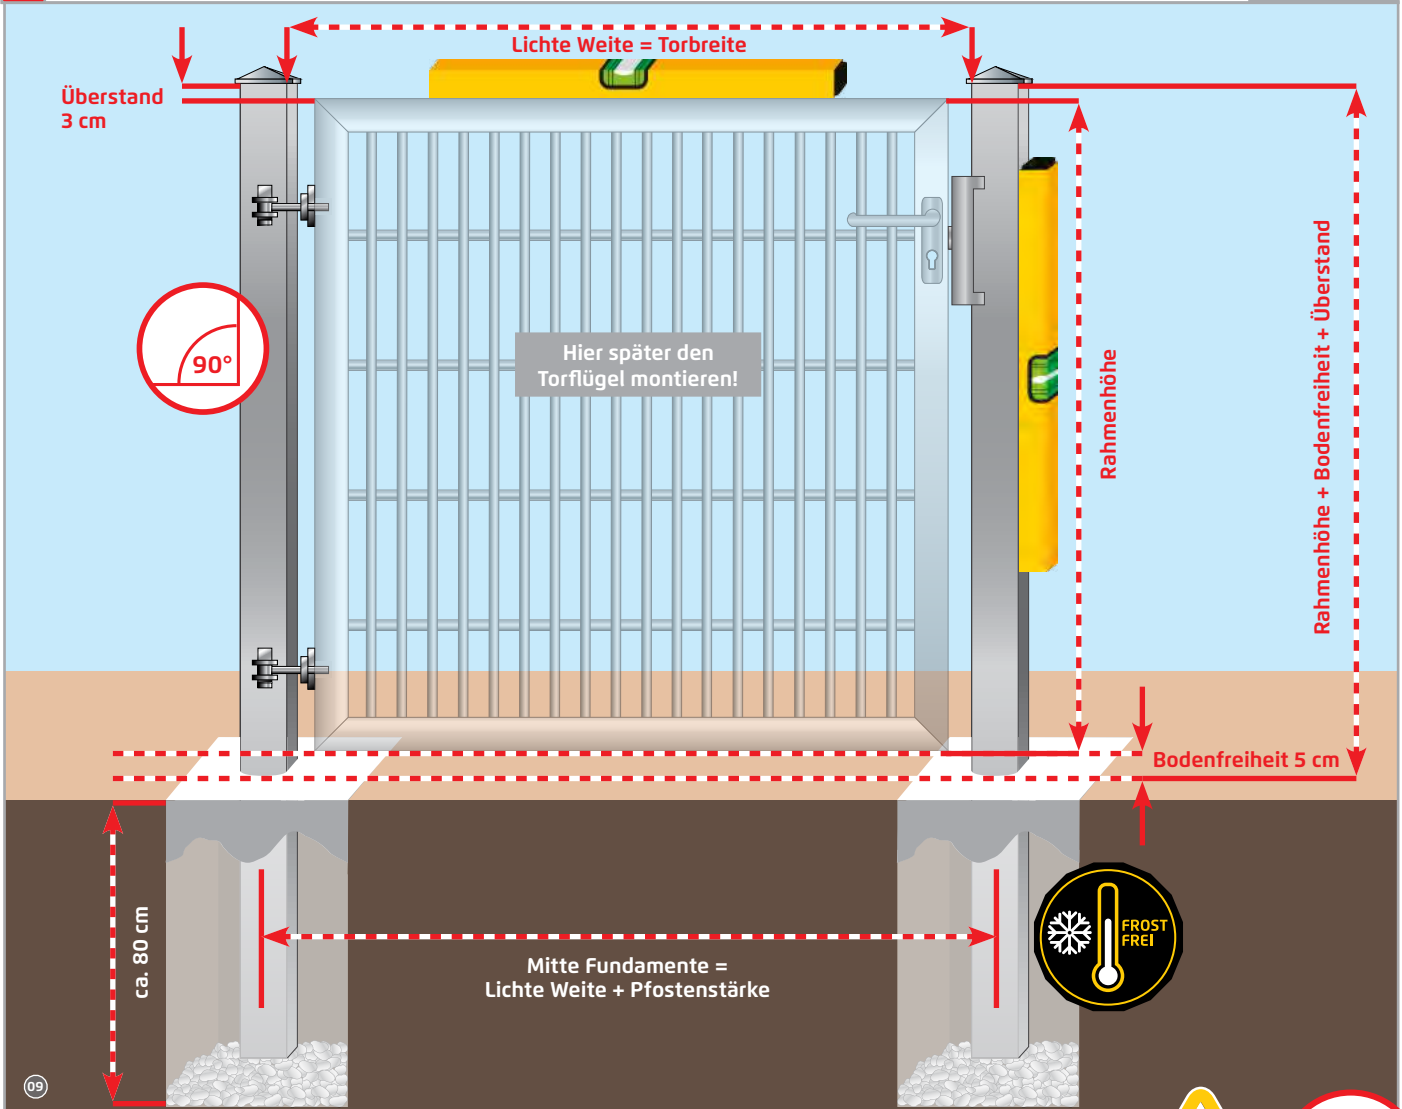 Lichte Weite = Torbreite
Überstand
3 cm
90°
Hier später den
Torflügel montieren!
Rahmenhöhe
Rahmenhöhe + Bodenfreiheit + Überstand
Bodenfreiheit 5 cm
ca. 80 cm
FROST
FREI
Mitte Fundamente =
Lichte Weite + Pfostenstärke
09